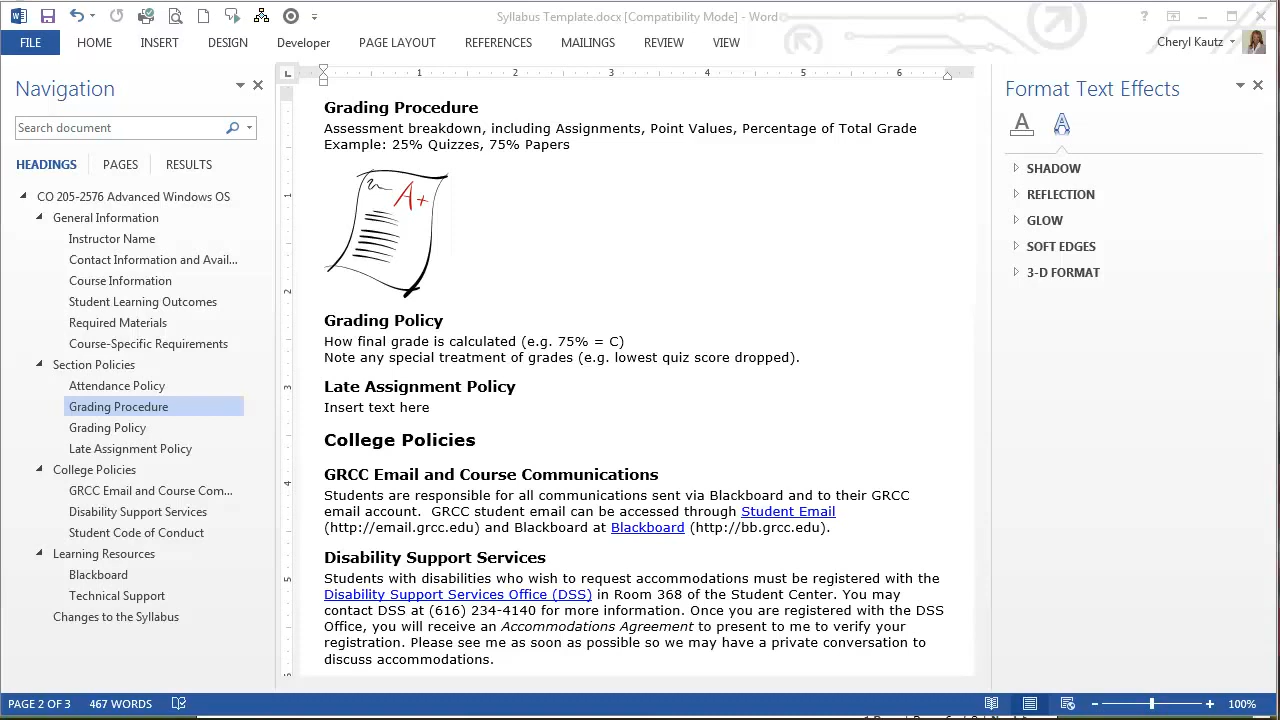 Syllabus Template.docx [Compatibility Mode] - Word
FILE HOME INSERT DESIGN Developer PAGE LAYOUT REFERENCES MAILINGS REVIEW VIEW Cheryl Kautz
Navigation
Search document
HEADINGS PAGES RESULTS
CO 205-2576 Advanced Windows OS
General Information
Instructor Name
Contact Information and Avail...
Course Information
Student Learning Outcomes
Required Materials
Course-Specific Requirements
Section Policies
Attendance Policy
Grading Procedure
Grading Policy
Late Assignment Policy
College Policies
GRCC Email and Course Com...
Disability Support Services
Student Code of Conduct
Learning Resources
Blackboard
Technical Support
Changes to the Syllabus
1 2 3 4 5 6
1
2
3
4
5
Grading Procedure
Assessment breakdown, including Assignments, Point Values, Percentage of Total Grade
Example: 25% Quizzes, 75% Papers
A+
Grading Policy
How final grade is calculated (e.g. 75% = C)
Note any special treatment of grades (e.g. lowest quiz score dropped).
Late Assignment Policy
Insert text here
College Policies
GRCC Email and Course Communications
Students are responsible for all communications sent via Blackboard and to their GRCC
email account.  GRCC student email can be accessed through Student Email
(http://email.grcc.edu) and Blackboard at Blackboard (http://bb.grcc.edu).
Disability Support Services
Students with disabilities who wish to request accommodations must be registered with the
Disability Support Services Office (DSS) in Room 368 of the Student Center. You may
contact DSS at (616) 234-4140 for more information. Once you are registered with the DSS
Office, you will receive an Accommodations Agreement to present to me to verify your
registration. Please see me as soon as possible so we may have a private conversation to
discuss accommodations.
Format Text Effects
SHADOW
REFLECTION
GLOW
SOFT EDGES
3-D FORMAT
PAGE 2 OF 3 467 WORDS 100%